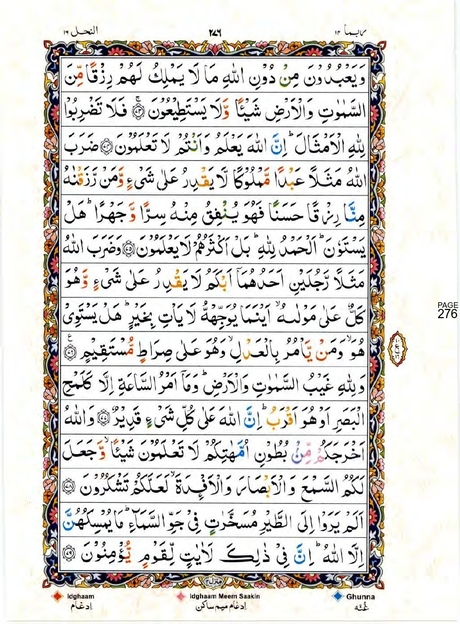 النحل ١٦
٢٧٦
ربما ١٤
وَيَعْبُدُوْنَ مِنْ دُوْنِ اللّٰهِ مَا لَا يَمْلِكُ لَهُمْ رِزْقًا مِّنَ
السَّمٰوٰتِ وَالْاَرْضِ شَيْـًٔا وَّلَا يَسْتَطِيْعُوْنَ ۝٧٣ فَلَا تَضْرِبُوْا
لِلّٰهِ الْاَمْثَالَ ؕ اِنَّ اللّٰهَ يَعْلَمُ وَاَنْتُمْ لَا تَعْلَمُوْنَ ۝٧٤ ضَرَبَ
اللّٰهُ مَثَلًا عَبْدًا مَّمْلُوْكًا لَّا يَقْدِرُ عَلٰى شَىْءٍ وَّمَنْ رَّزَقْنٰهُ
مِنَّا رِزْقًا حَسَنًا فَهُوَ يُنْفِقُ مِنْهُ سِرًّا وَّجَهْرًا ؕ هَلْ
يَسْتَوٗنَ ؕ اَلْحَمْدُ لِلّٰهِ ؕ بَلْ اَكْثَرُهُمْ لَا يَعْلَمُوْنَ ۝٧٥ وَضَرَبَ اللّٰهُ
مَثَلًا رَّجُلَيْنِ اَحَدُهُمَاۤ اَبْكَمُ لَا يَقْدِرُ عَلٰى شَىْءٍ وَّهُوَ
كَلٌّ عَلٰى مَوْلٰىهُ ۙ اَيْنَمَا يُوَجِّهْهُّ لَا يَاْتِ بِخَيْرٍ ؕ هَلْ يَسْتَوِىْ
هُوَ ۙ وَمَنْ يَّاْمُرُ بِالْعَدْلِ ۙ وَهُوَ عَلٰى صِرَاطٍ مُّسْتَقِيْمٍ ۝٧٦
وَلِلّٰهِ غَيْبُ السَّمٰوٰتِ وَالْاَرْضِ ؕ وَمَاۤ اَمْرُ السَّاعَةِ اِلَّا كَلَمْحِ
الْبَصَرِ اَوْ هُوَ اَقْرَبُ ؕ اِنَّ اللّٰهَ عَلٰى كُلِّ شَىْءٍ قَدِيْرٌ ۝٧٧ وَاللّٰهُ
اَخْرَجَكُمْ مِّنْۢ بُطُوْنِ اُمَّهٰتِكُمْ لَا تَعْلَمُوْنَ شَيْـًٔا ۙ وَّجَعَلَ
لَكُمُ السَّمْعَ وَالْاَبْصَارَ وَالْاَفْـِٕدَةَ ۙ لَعَلَّكُمْ تَشْكُرُوْنَ ۝٧٨
اَلَمْ يَرَوْا اِلَى الطَّيْرِ مُسَخَّرٰتٍ فِىْ جَوِّ السَّمَآءِ ؕ مَا يُمْسِكُهُنَّ
اِلَّا اللّٰهُ ؕ اِنَّ فِىْ ذٰلِكَ لَاٰيٰتٍ لِّقَوْمٍ يُّؤْمِنُوْنَ ۝٧٩
PAGE
276
منزل ٣
Idghaam
Idghaam Meem Saakin
Ghunna
ادغام
ادغام میم ساکن
غنّه